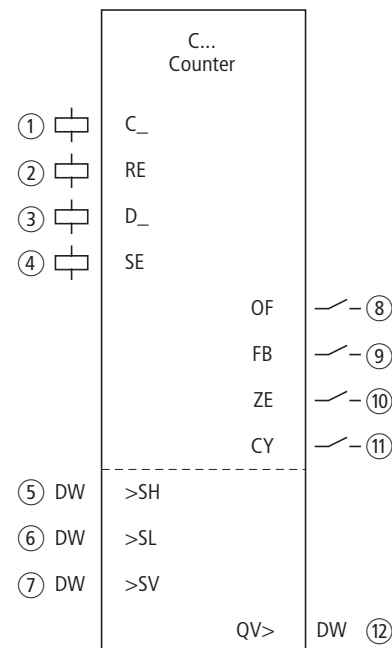 C...
Counter
① C_
② RE
③ D_
④ SE
OF ⑧
FB ⑨
ZE ⑩
CY ⑪
⑤ DW >SH
⑥ DW >SL
⑦ DW >SV
QV> DW ⑫